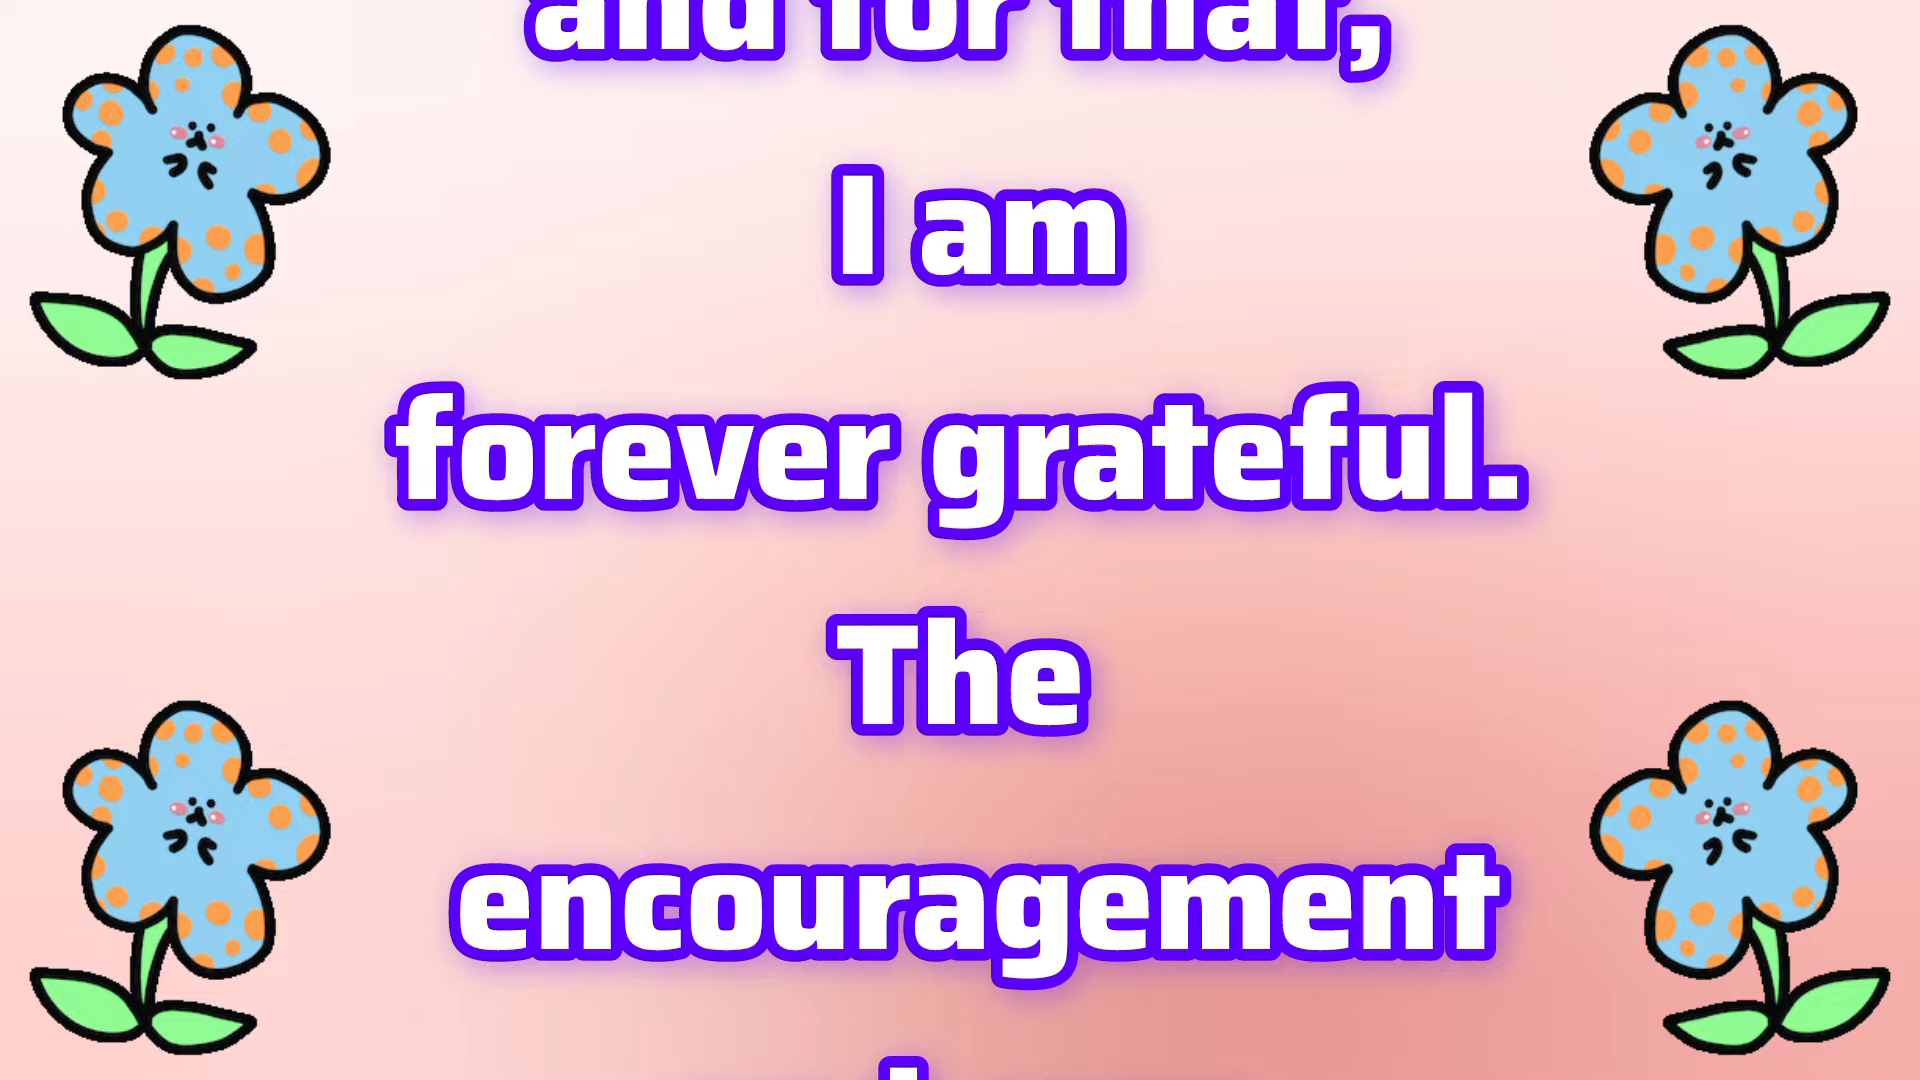 and for that,
I am
forever grateful.
The
encouragement